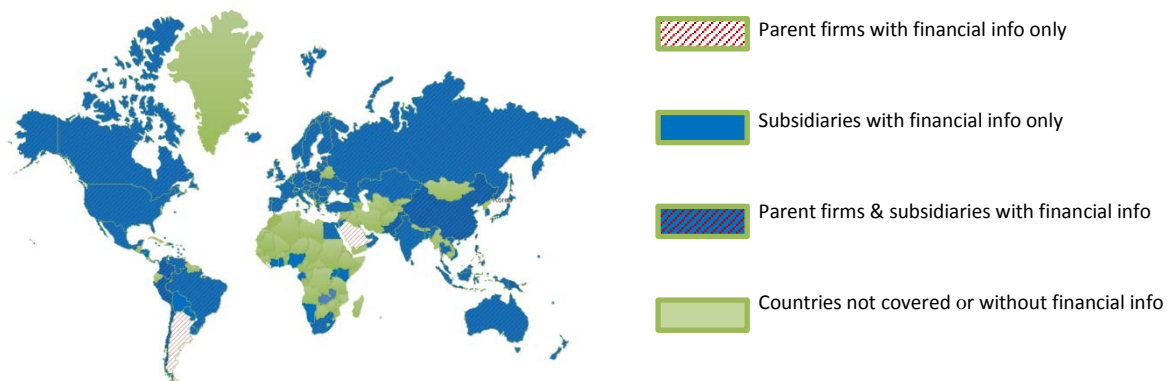 Parent firms with financial info only
Subsidiaries with financial info only
Korea
Parent firms & subsidiaries with financial info
Countries not covered or without financial info